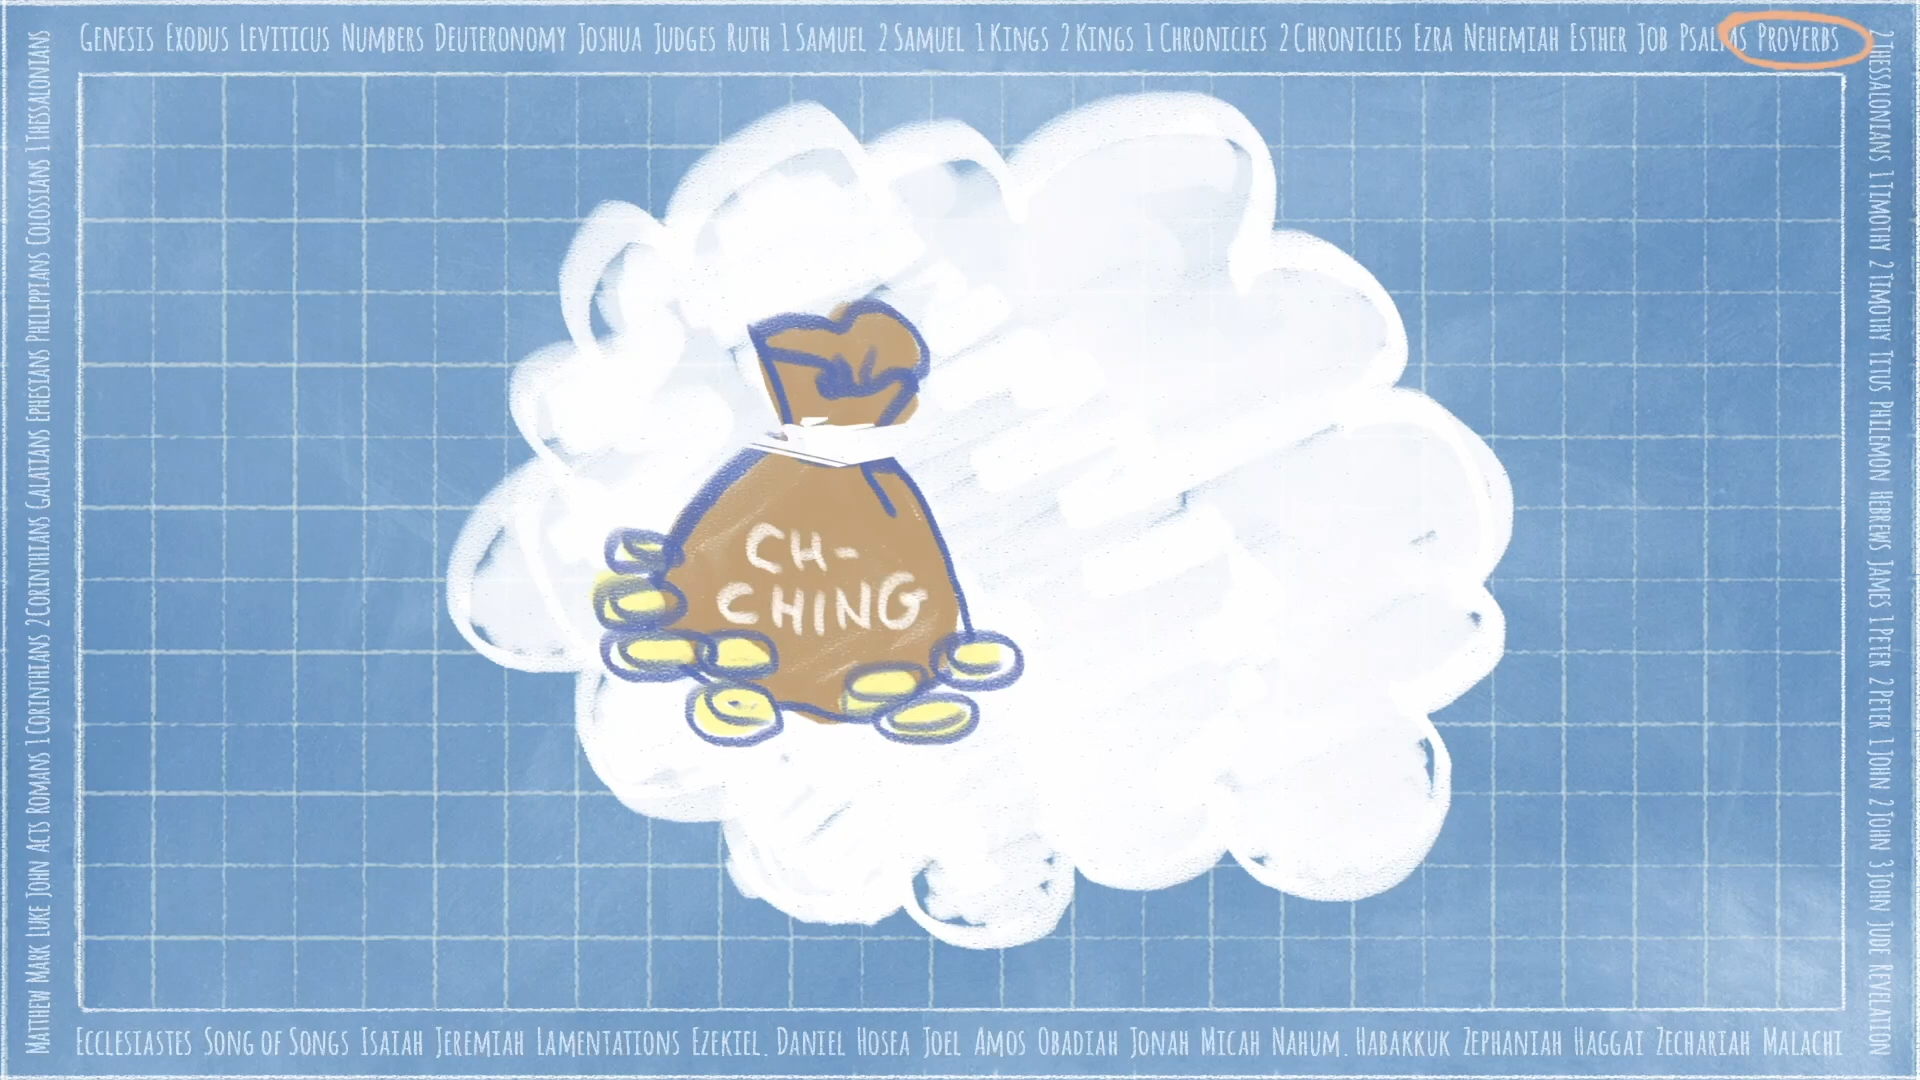 GENESIS EXODUS LEVITICUS NUMBERS DEUTERONOMY JOSHUA JUDGES RUTH 1 SAMUEL 2 SAMUEL 1 KINGS 2 KINGS 1 CHRONICLES 2 CHRONICLES EZRA NEHEMIAH ESTHER JOB PSALMS PROVERBS
MATTHEW MARK LUKE JOHN ACTS ROMANS 1 CORINTHIANS 2 CORINTHIANS GALATIANS EPHESIANS PHILIPPIANS COLOSSIANS 1 THESSALONIANS
CH-
CHING
2 THESSALONIANS 1 TIMOTHY 2 TIMOTHY TITUS PHILEMON HEBREWS JAMES 1 PETER 2 PETER 1 JOHN 2 JOHN 3 JOHN JUDE REVELATION
ECCLESIASTES SONG OF SONGS ISAIAH JEREMIAH LAMENTATIONS EZEKIEL. DANIEL HOSEA JOEL AMOS OBADIAH JONAH MICAH NAHUM. HABAKKUK ZEPHANIAH HAGGAI ZECHARIAH MALACHI